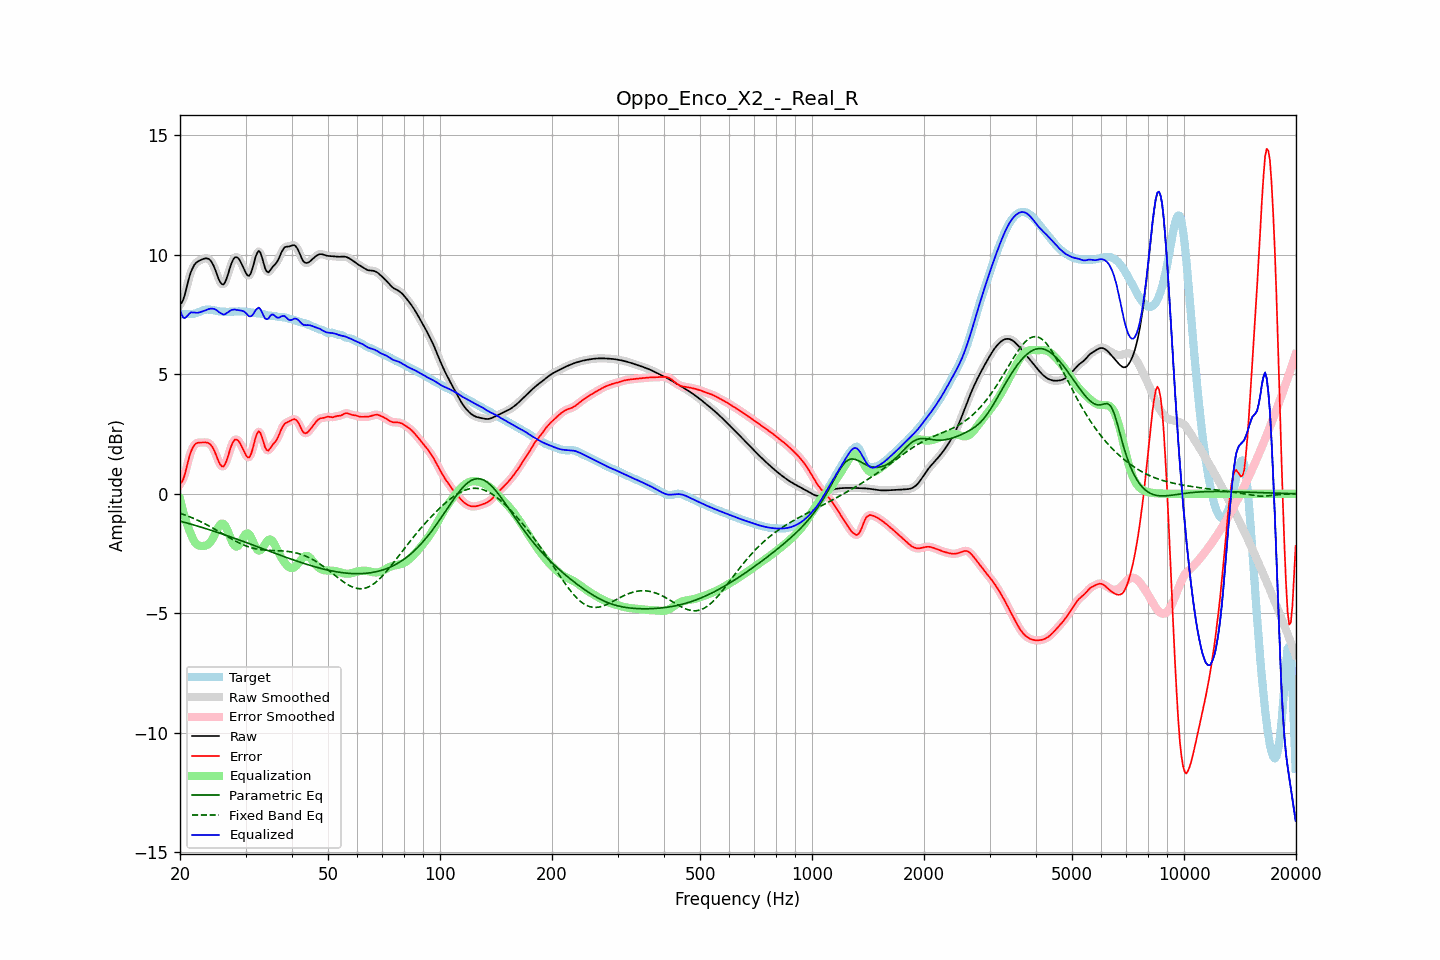 Oppo_Enco_X2_-_Real_R
Amplitude (dBr)
15
10
5
0
−5
−10
−15
Target
Raw Smoothed
Error Smoothed
Raw
Error
Equalization
Parametric Eq
Fixed Band Eq
Equalized
20 50 100 200 500 1000 2000 5000 10000 20000
Frequency (Hz)